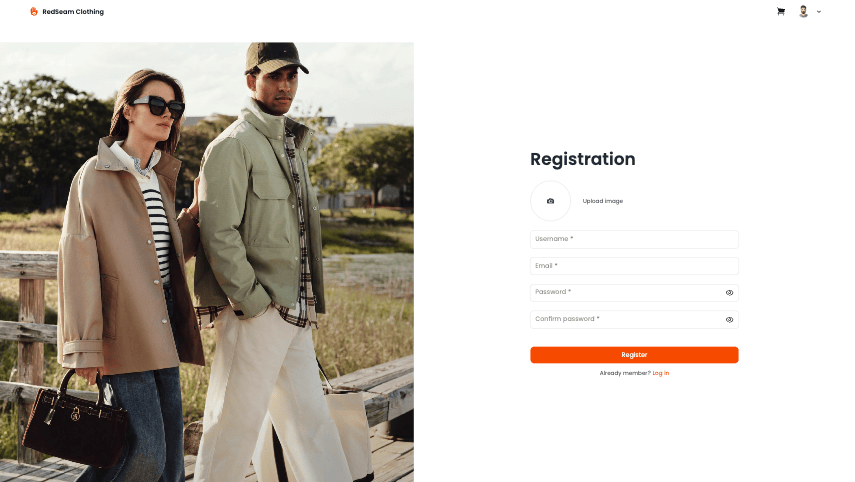 RedSeam Clothing
Registration
Upload image
Username *
Email *
Password *
Confirm password *
Register
Already member? Log in